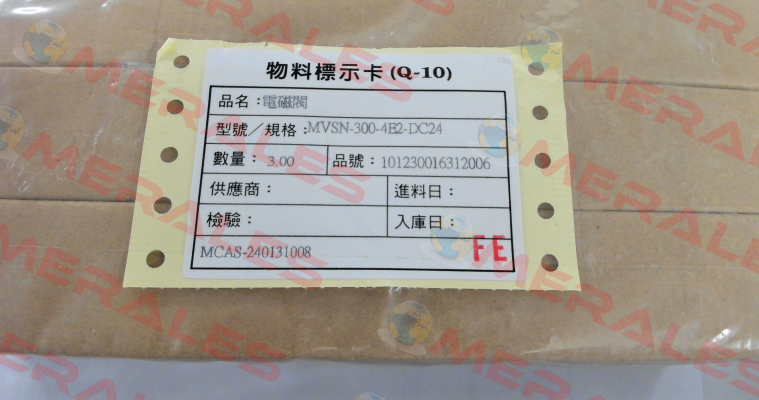 物料標示卡(Q-10)
品名:電磁閥
型號／規格:MVSN-300-4E2-DC24
數量: 3.00 品號: 101230016312006
供應商: 進料日:
檢驗: 入庫日:
MCAS-240131008 FE
MERALES
MERALES
MERALES
MERALES
MERALES
MERALES